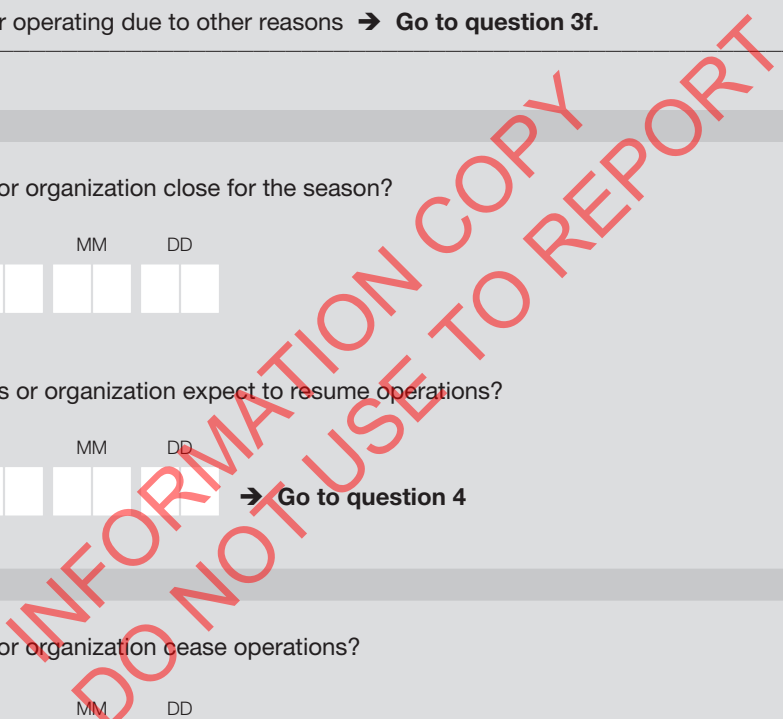 r operating due to other reasons ➔ Go to question 3f.
or organization close for the season?
MM DD
s or organization expect to resume operations?
MM DD
➔ Go to question 4
or organization cease operations?
MM DD
INFORMATION COPY
DO NOT USE TO REPORT